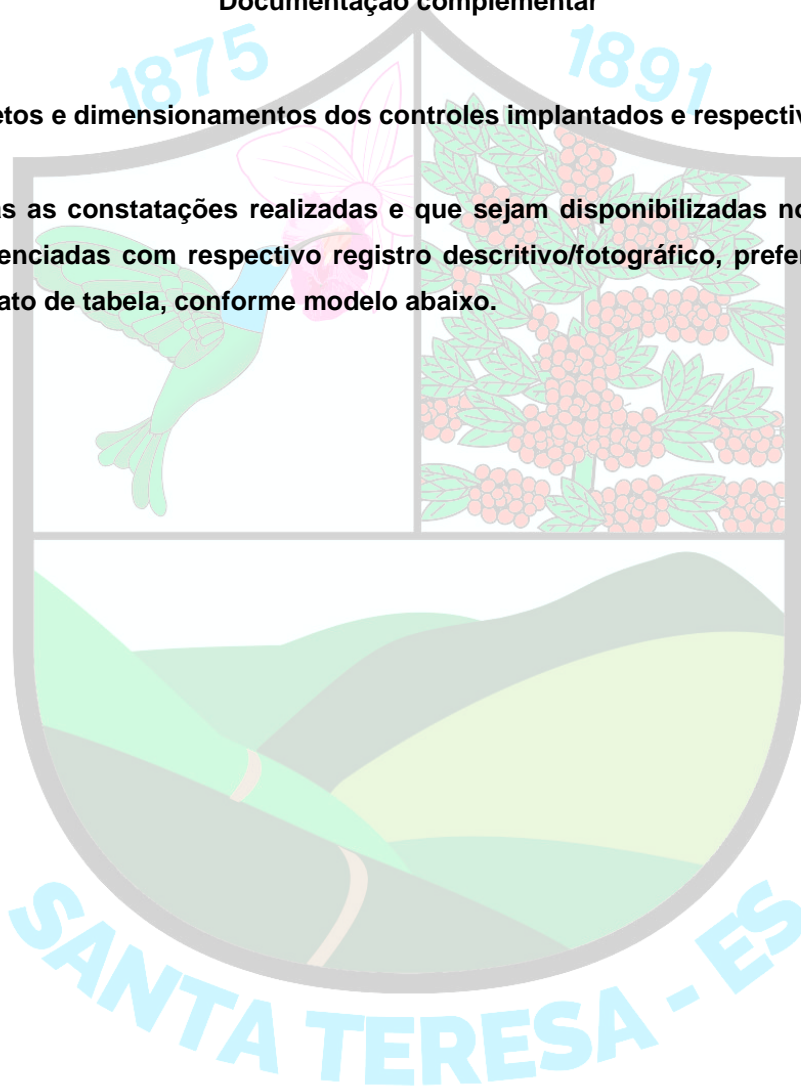 Documentação complementar
1875
1891
etos e dimensionamentos dos controles implantados e respectiv
as as constatações realizadas e que sejam disponibilizadas no
enciadas com respectivo registro descritivo/fotográfico, prefer
ato de tabela, conforme modelo abaixo.
SANTA TERESA - ES